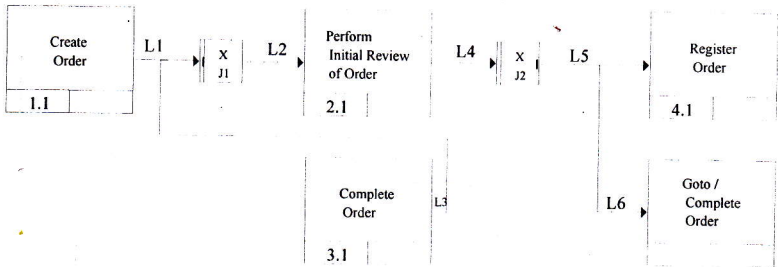 Create
Order
1.1
L1
X
J1
L2
Perform
Initial Review
of Order
2.1
L4
X
J2
L5
Register
Order
4.1
Complete
Order
3.1
L3
L6
Goto /
Complete
Order